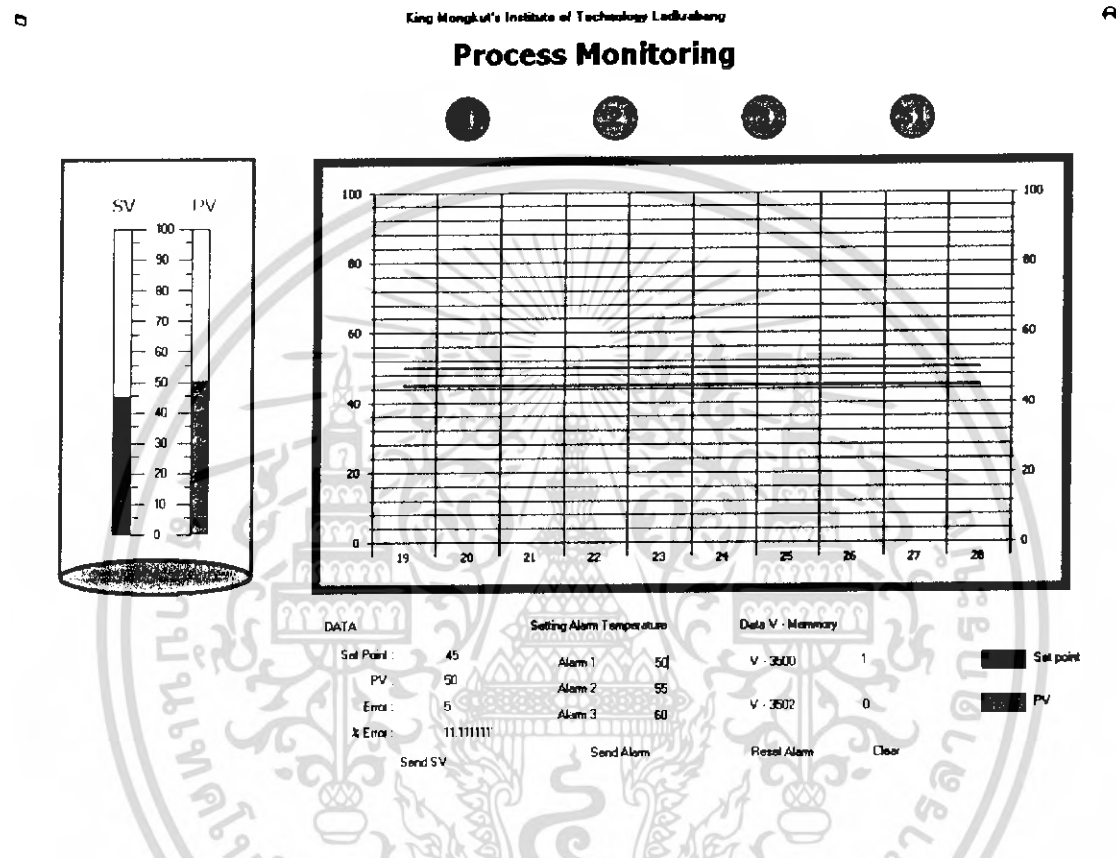 King Mongkut's Institute of Technology Ladkrabang
Process Monitoring
1 2 3
SV PV
100
90
80
70
60
50
40
30
20
10
0
100 100
80 80
60 60
40 40
20 20
0 0
19 20 21 22 23 24 25 26 27 28
DATA
Set Point : 45
PV : 50
Error : 5
% Error : 11.111111
Send SV
Setting Alarm Temperature
Alarm 1 50
Alarm 2 55
Alarm 3 60
Send Alarm
Data V - Memmory
V - 3500 1
V - 3502 0
Reset Alarm Clear
Set point
PV